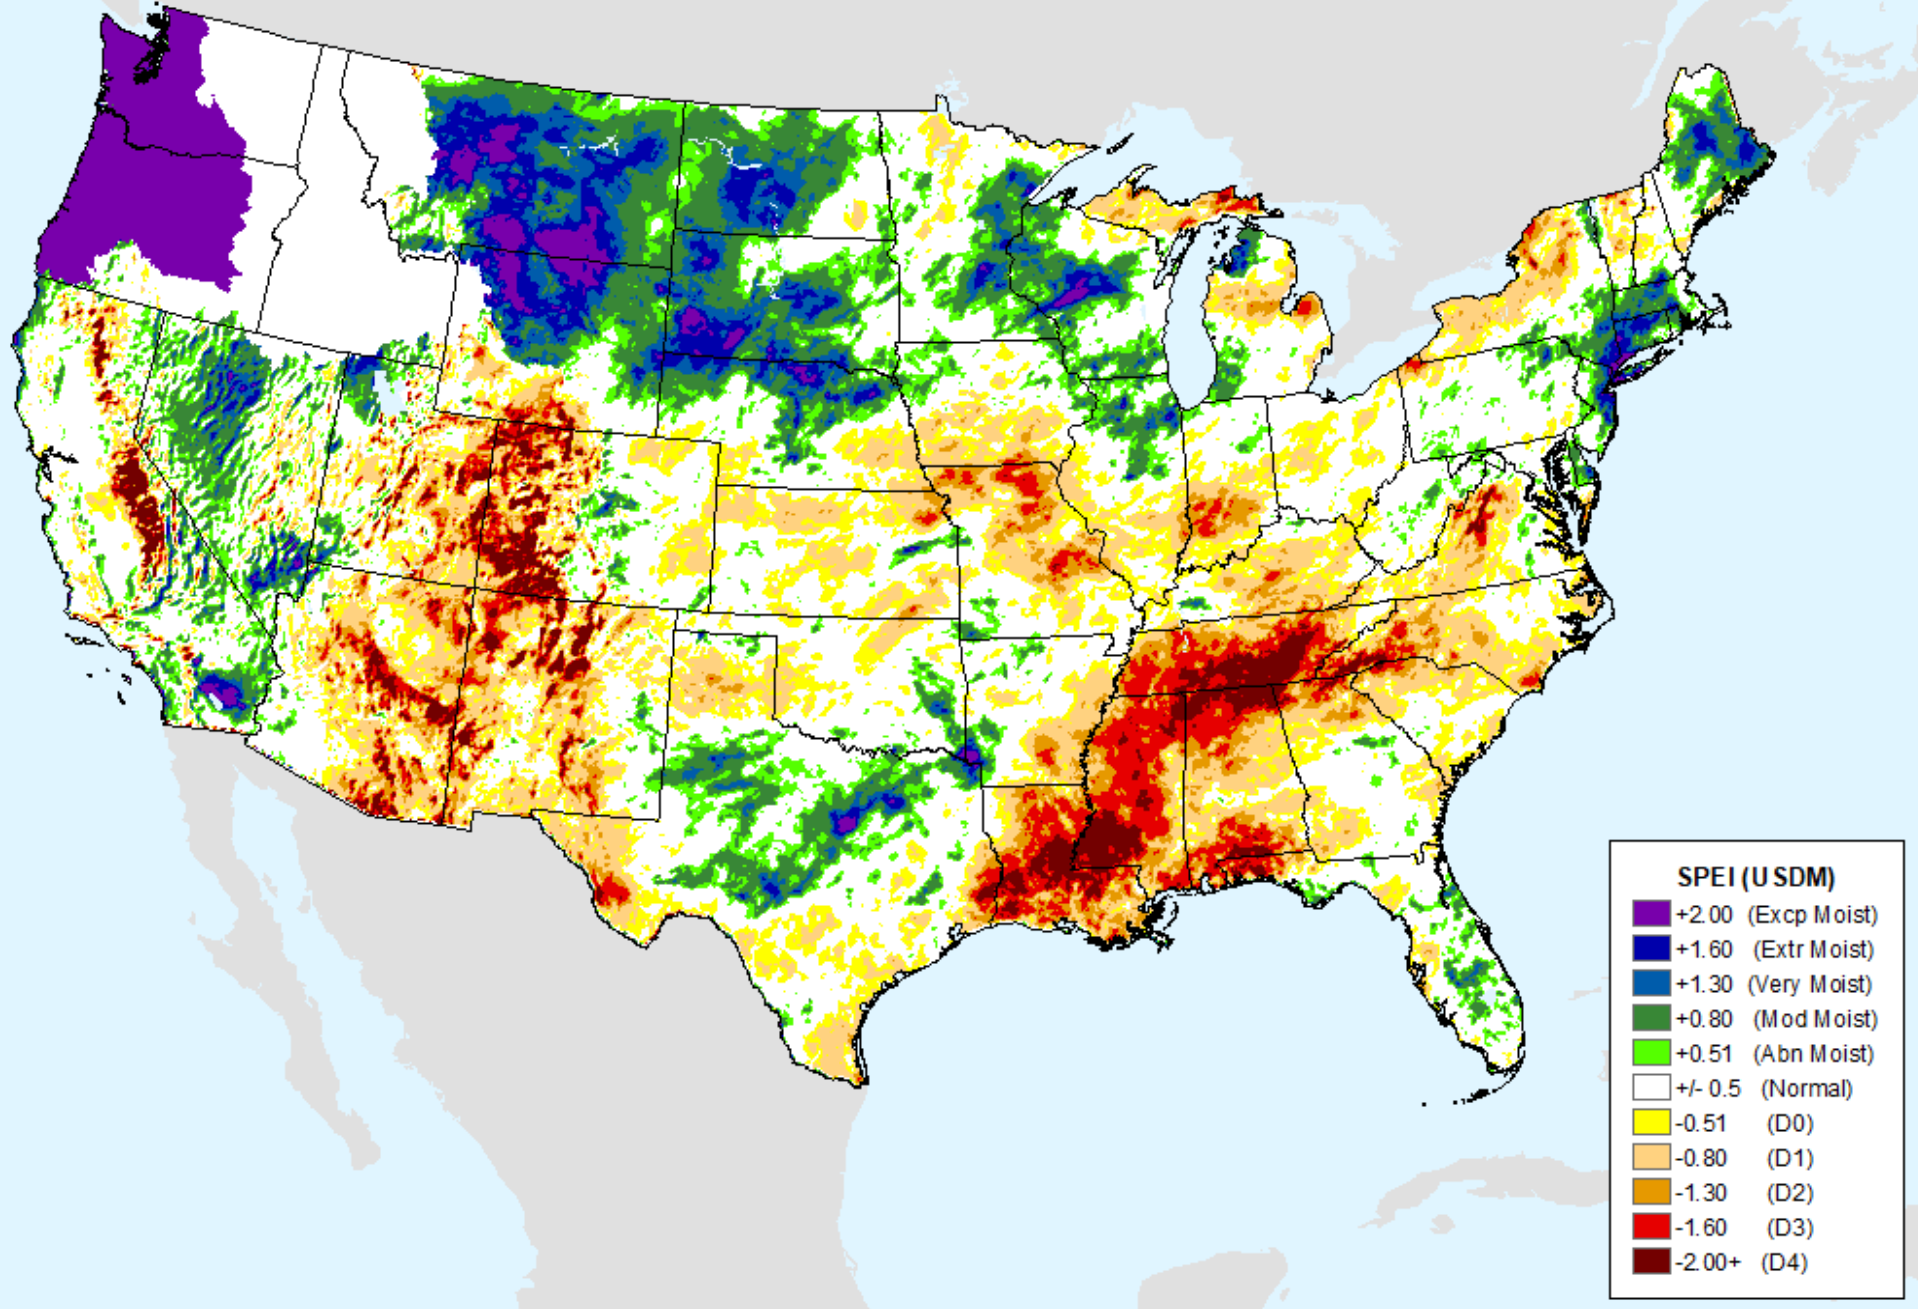 SPEI (USDM)
+2.00 (Excp Moist)
+1.60 (Extr Moist)
+1.30 (Very Moist)
+0.80 (Mod Moist)
+0.51 (Abn Moist)
+/- 0.5 (Normal)
-0.51 (D0)
-0.80 (D1)
-1.30 (D2)
-1.60 (D3)
-2.00+ (D4)